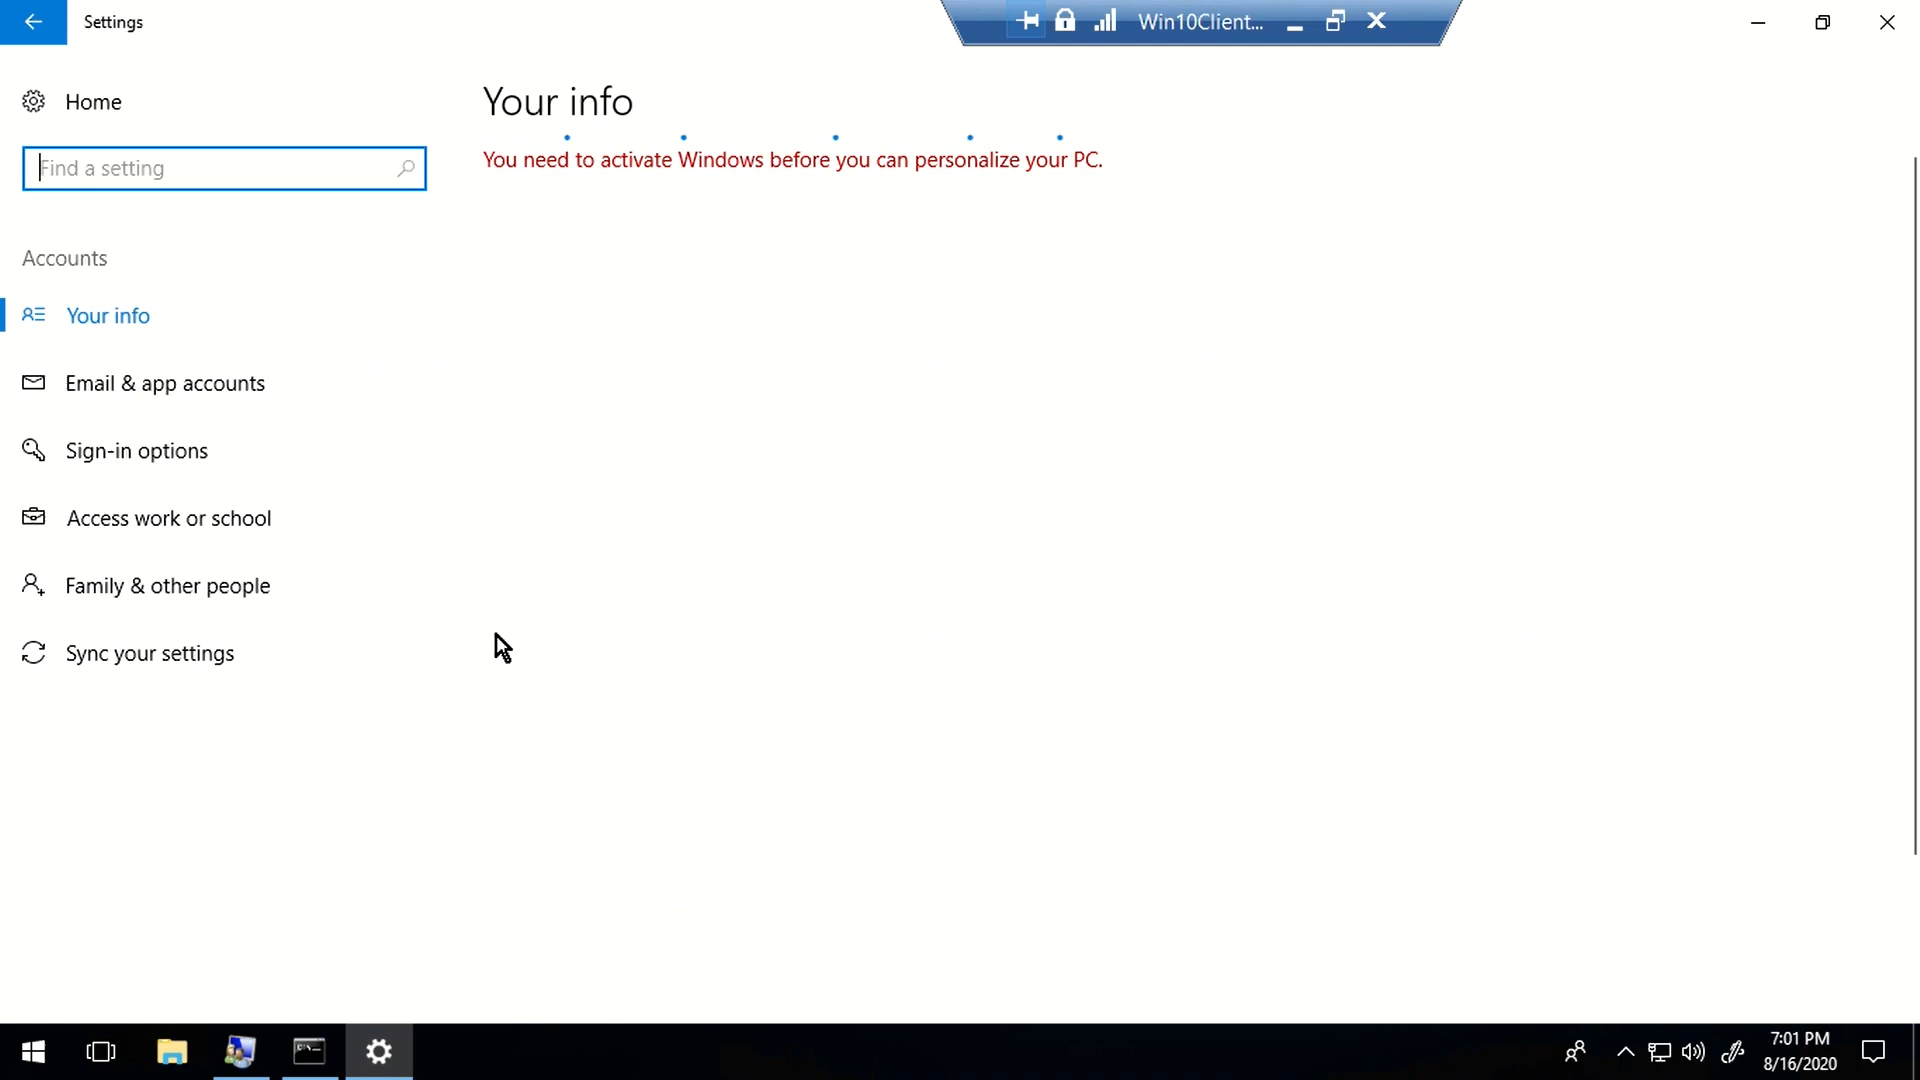 Settings
Win10Client...
Home
Your info
Find a setting
You need to activate Windows before you can personalize your PC.
Accounts
Your info
Email & app accounts
Sign-in options
Access work or school
Family & other people
Sync your settings
7:01 PM
8/16/2020